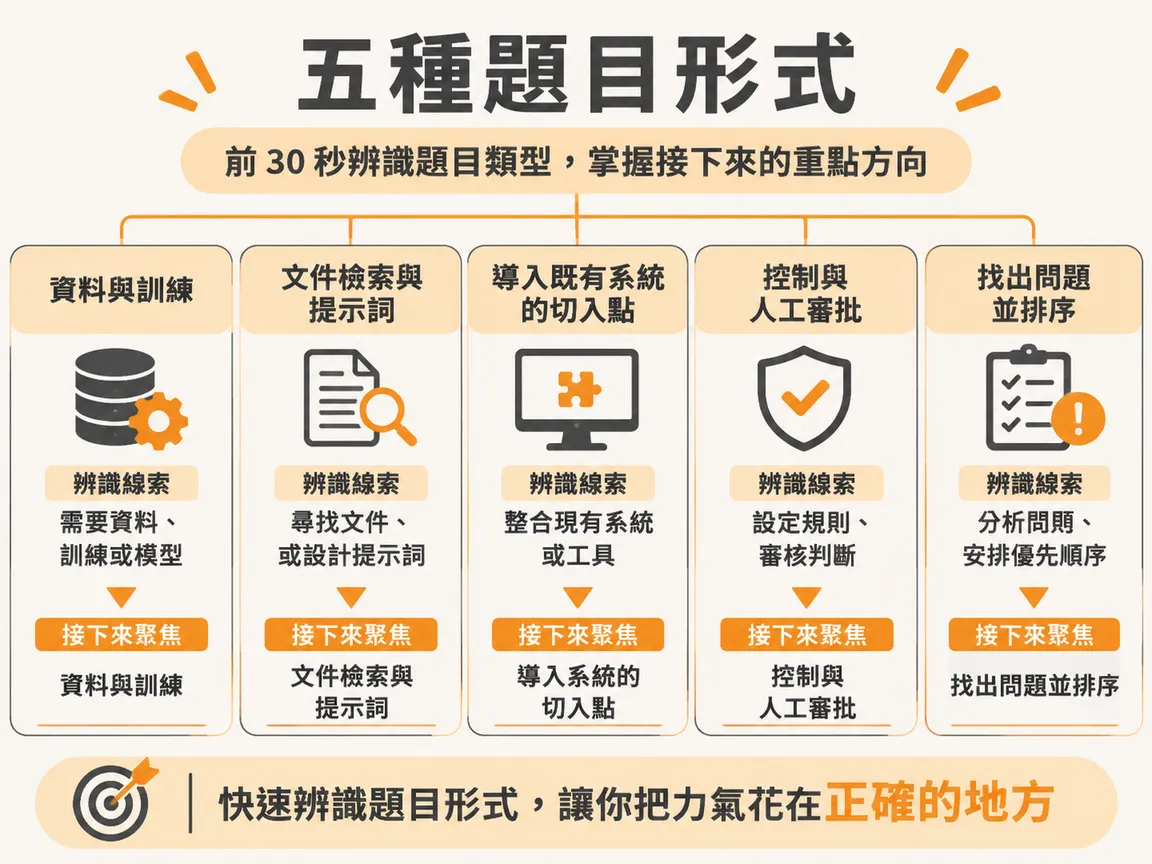 五種題目形式
前 30 秒辨識題目類型，掌握接下來的重點方向
資料與訓練
辨識線索
需要資料、
訓練或模型
接下來聚焦
資料與訓練
文件檢索與
提示詞
辨識線索
尋找文件、
或設計提示詞
接下來聚焦
文件檢索與
提示詞
導入既有系統
的切入點
辨識線索
整合現有系統
或工具
接下來聚焦
導入系統的
切入點
控制與
人工審批
辨識線索
設定規則、
審核判斷
接下來聚焦
控制與
人工審批
找出問題
並排序
辨識線索
分析問題、
安排優先順序
接下來聚焦
找出問題並排序
快速辨識題目形式，讓你把力氣花在正確的地方